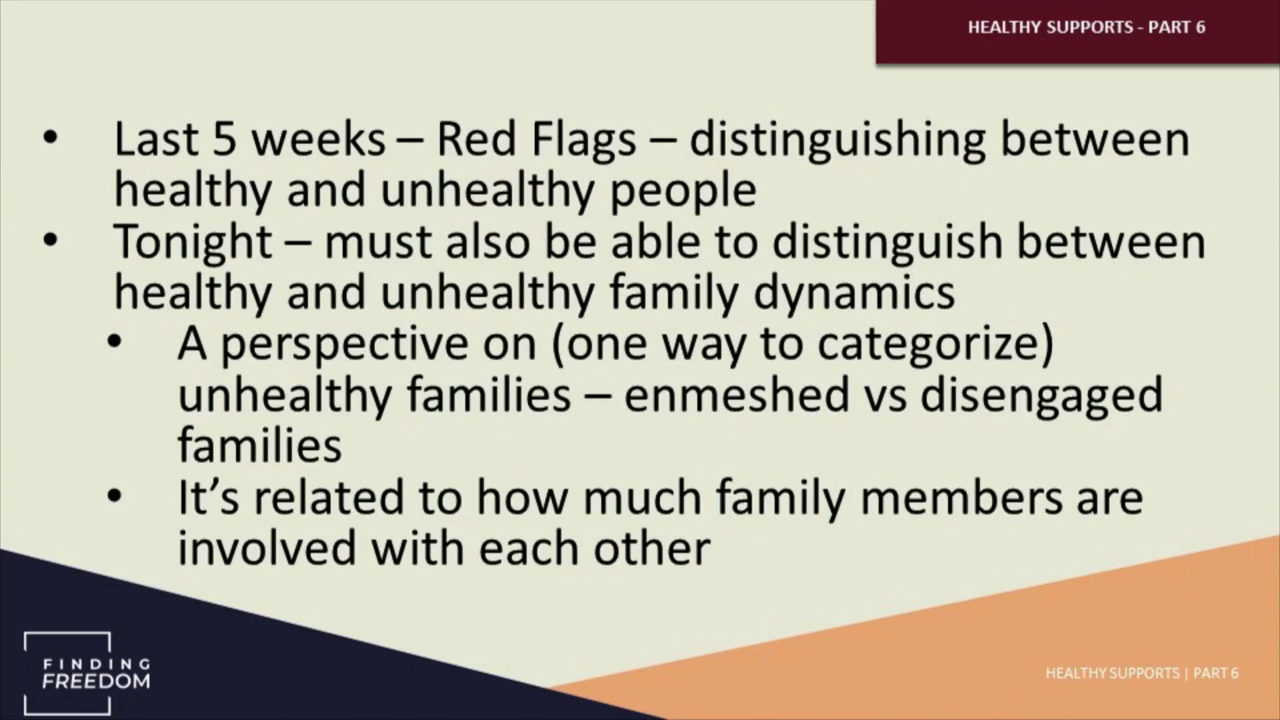 HEALTHY SUPPORTS - PART 6
• Last 5 weeks – Red Flags – distinguishing between
healthy and unhealthy people
• Tonight – must also be able to distinguish between
healthy and unhealthy family dynamics
• A perspective on (one way to categorize)
unhealthy families – enmeshed vs disengaged
families
• It’s related to how much family members are
involved with each other
FINDING
FREEDOM
HEALTHY SUPPORTS | PART 6